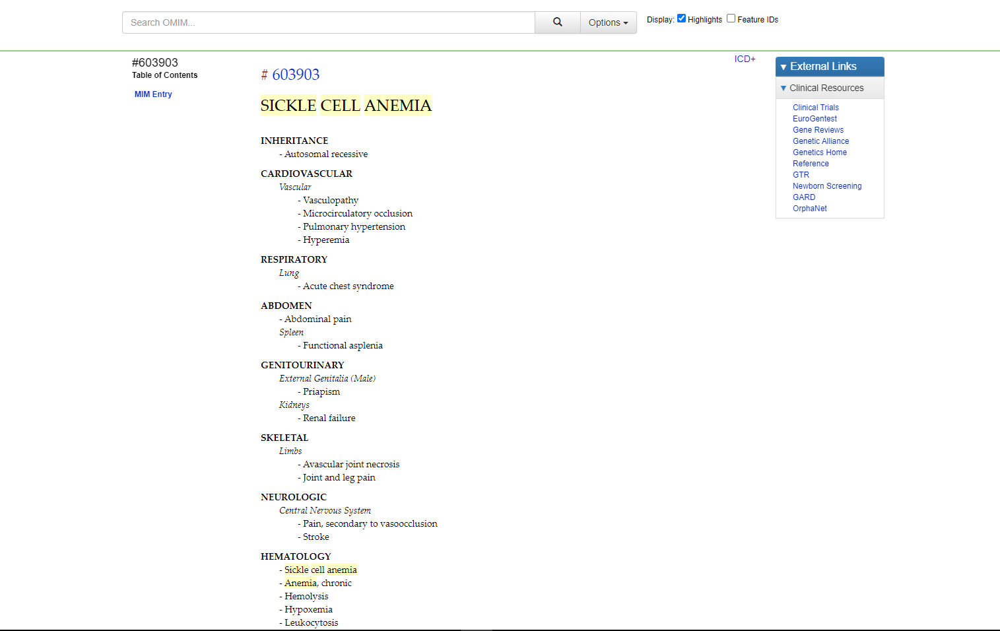 Search OMIM...
Options
Display: Highlights Feature IDs
#603903
Table of Contents
MIM Entry
# 603903
ICD+
SICKLE CELL ANEMIA
INHERITANCE
- Autosomal recessive
CARDIOVASCULAR
Vascular
- Vasculopathy
- Microcirculatory occlusion
- Pulmonary hypertension
- Hyperemia
RESPIRATORY
Lung
- Acute chest syndrome
ABDOMEN
- Abdominal pain
Spleen
- Functional asplenia
GENITOURINARY
External Genitalia (Male)
- Priapism
Kidneys
- Renal failure
SKELETAL
Limbs
- Avascular joint necrosis
- Joint and leg pain
NEUROLOGIC
Central Nervous System
- Pain, secondary to vasoocclusion
- Stroke
HEMATOLOGY
- Sickle cell anemia
- Anemia, chronic
- Hemolysis
- Hypoxemia
- Leukocytosis
External Links
Clinical Resources
Clinical Trials
EuroGentest
Gene Reviews
Genetic Alliance
Genetics Home
Reference
GTR
Newborn Screening
GARD
OrphaNet